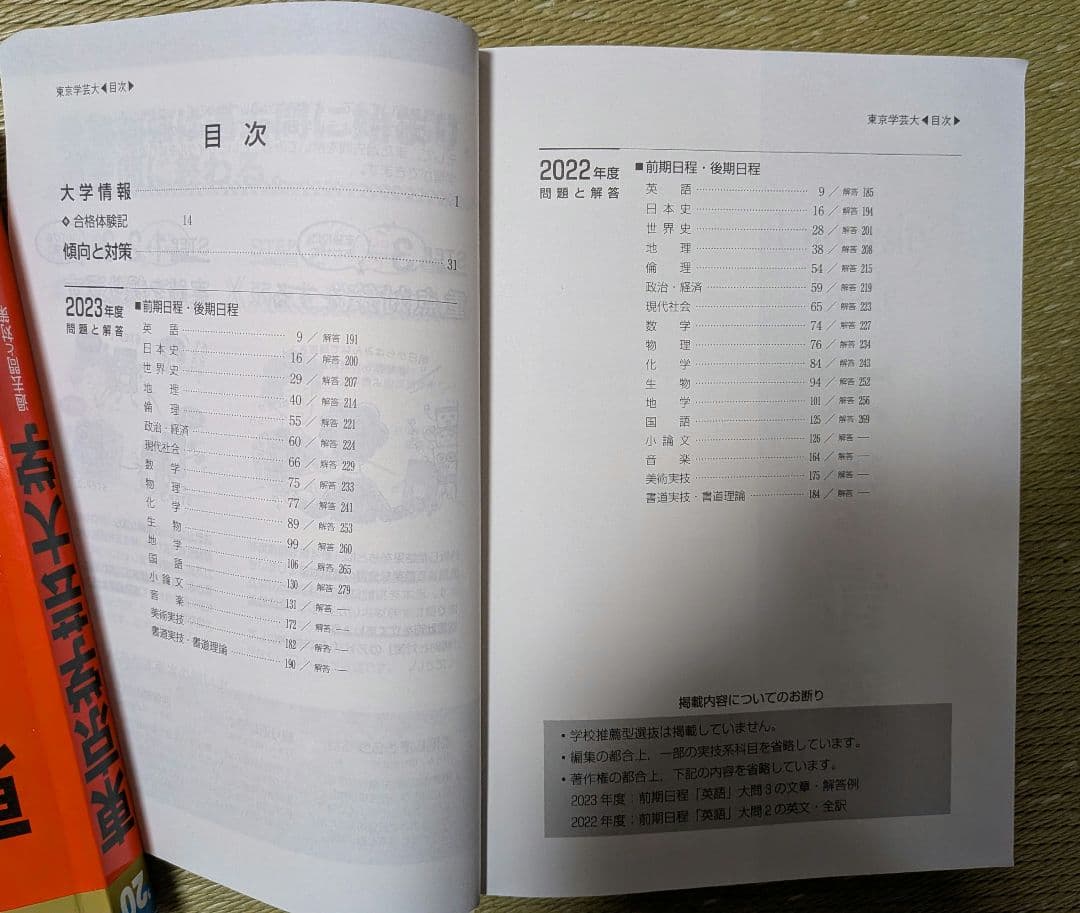 東京学芸大◀目次▶
目次
大学情報 1
◇合格体験記 14
傾向と対策 31
2023年度 ■前期日程・後期日程
問題と解答
英語 9／解答 191
日本史 16／解答 200
世界史 29／解答 207
地理 40／解答 214
倫理 55／解答 221
政治・経済 60／解答 224
現代社会 66／解答 229
数学 75／解答 233
物理 77／解答 241
化学 89／解答 253
生物 99／解答 260
地学 106／解答 265
国語 130／解答 279
小論文 131／解答 ―
音楽 172／解答 ―
美術実技 182／解答 ―
書道実技・書道理論 190／解答 ―
東京学芸大◀目次▶
2022年度 ■前期日程・後期日程
問題と解答
英語 9／解答 185
日本史 16／解答 194
世界史 28／解答 201
地理 38／解答 208
倫理 54／解答 215
政治・経済 59／解答 219
現代社会 65／解答 223
数学 74／解答 227
物理 76／解答 234
化学 84／解答 243
生物 94／解答 252
地学 101／解答 256
国語 125／解答 269
小論文 126／解答 ―
音楽 164／解答 ―
美術実技 175／解答 ―
書道実技・書道理論 184／解答 ―
掲載内容についてのお断り
・学校推薦型選抜は掲載していません。
・編集の都合上，一部の実技系科目を省略しています。
・著作権の都合上，下記の内容を省略しています。
2023年度：前期日程「英語」大問3の文章・解答例
2022年度：前期日程「英語」大問2の英文・全訳
東京学芸大学
過去問と対策
'20